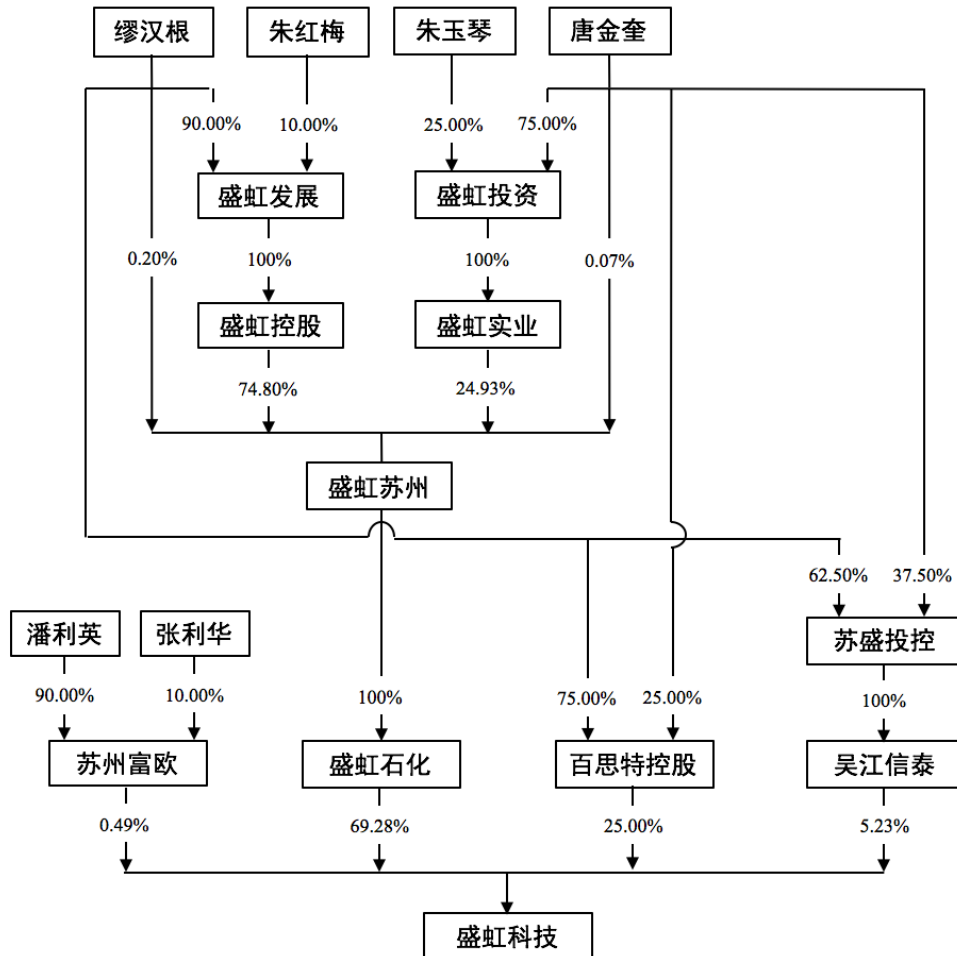 缪汉根 朱红梅 朱玉琴 唐金奎
90.00% 10.00% 25.00% 75.00%
盛虹发展 盛虹投资
0.20% 100% 100% 0.07%
盛虹控股 盛虹实业
74.80% 24.93%
盛虹苏州
62.50% 37.50%
潘利英 张利华 苏盛投控
90.00% 10.00% 100% 75.00% 25.00% 100%
苏州富欧 盛虹石化 百思特控股 吴江信泰
0.49% 69.28% 25.00% 5.23%
盛虹科技